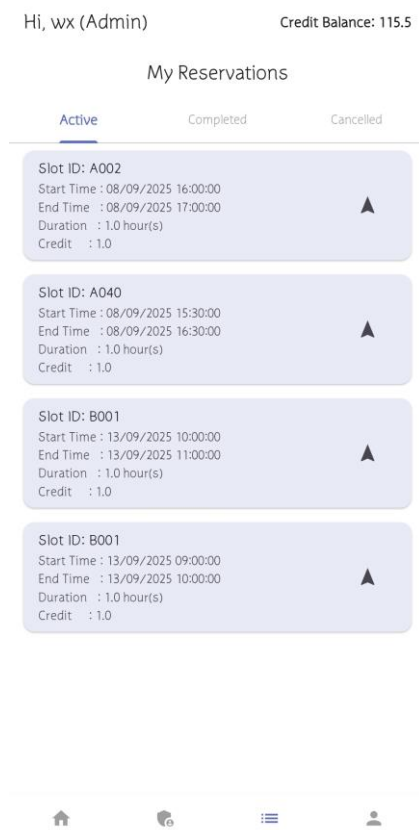 Hi, wx (Admin)
Credit Balance: 115.5
My Reservations
Active
Completed
Cancelled
Slot ID: A002
Start Time : 08/09/2025 16:00:00
End Time : 08/09/2025 17:00:00
Duration : 1.0 hour(s)
Credit : 1.0
Slot ID: A040
Start Time : 08/09/2025 15:30:00
End Time : 08/09/2025 16:30:00
Duration : 1.0 hour(s)
Credit : 1.0
Slot ID: B001
Start Time : 13/09/2025 10:00:00
End Time : 13/09/2025 11:00:00
Duration : 1.0 hour(s)
Credit : 1.0
Slot ID: B001
Start Time : 13/09/2025 09:00:00
End Time : 13/09/2025 10:00:00
Duration : 1.0 hour(s)
Credit : 1.0